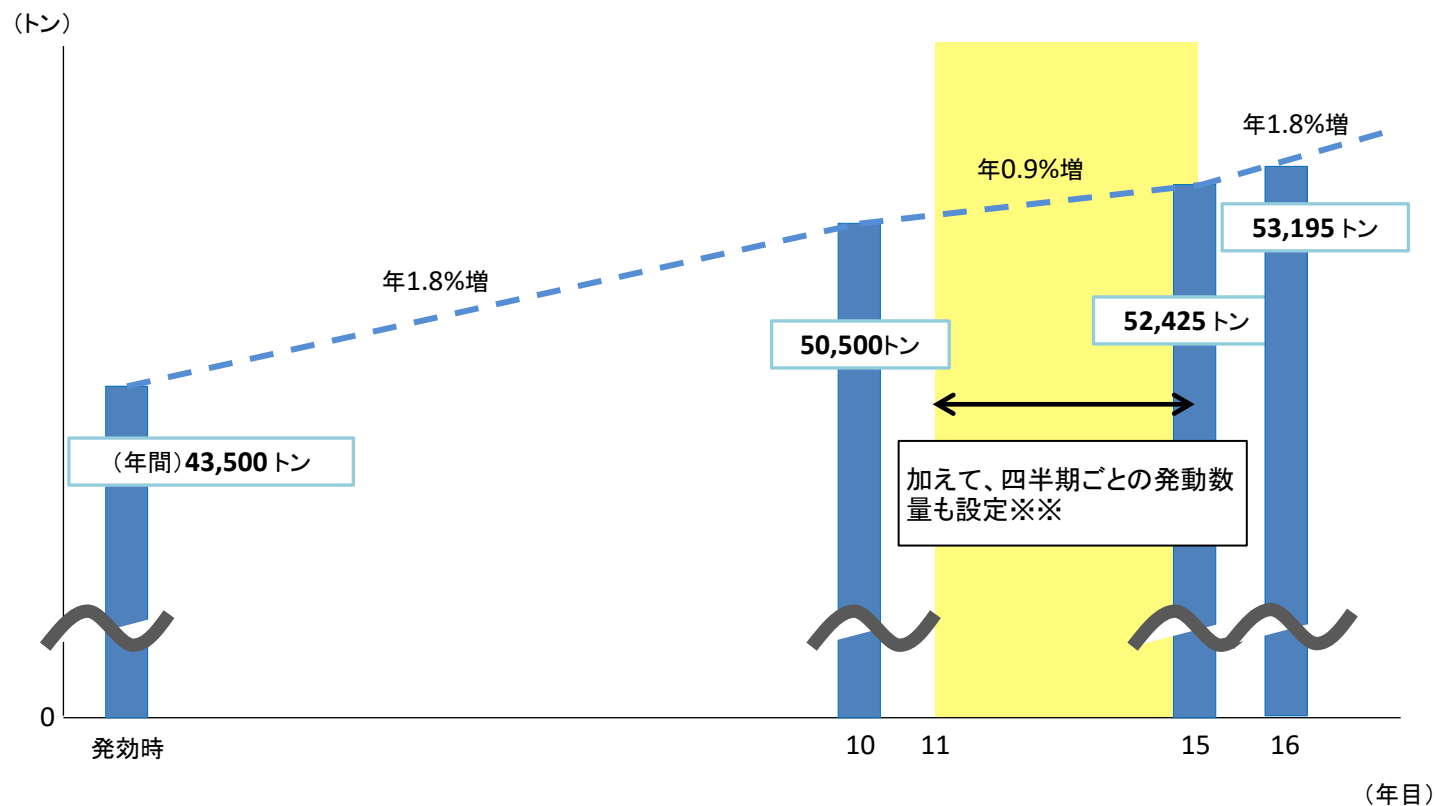 （トン）
年1.8%増
年0.9%増
年1.8%増
53,195 トン
52,425 トン
50,500トン
（年間）43,500 トン
加えて、四半期ごとの発動数
量も設定※※
0
発効時
10
11
15
16
（年目）